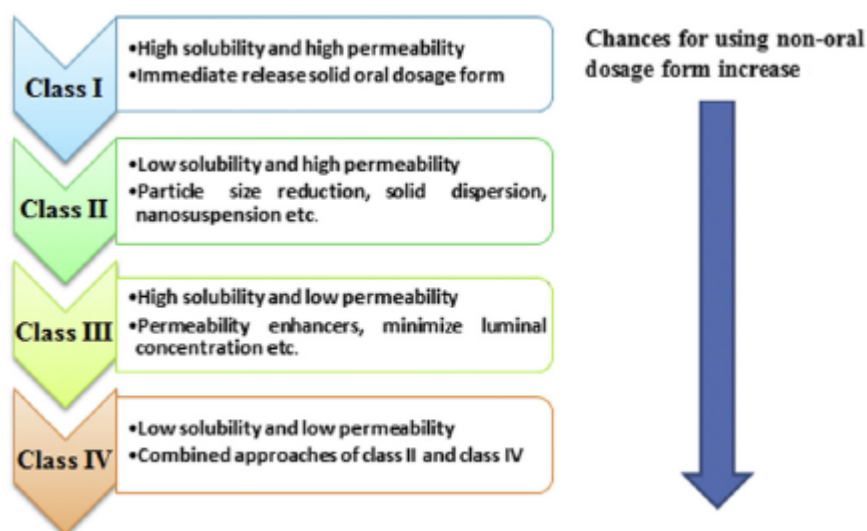 Class I
•High solubility and high permeability
•Immediate release solid oral dosage form
Class II
•Low solubility and high permeability
•Particle size reduction, solid dispersion,
nanosuspension etc.
Class III
•High solubility and low permeability
•Permeability enhancers, minimize luminal
concentration etc.
Class IV
•Low solubility and low permeability
•Combined approaches of class II and class IV
Chances for using non-oral
dosage form increase